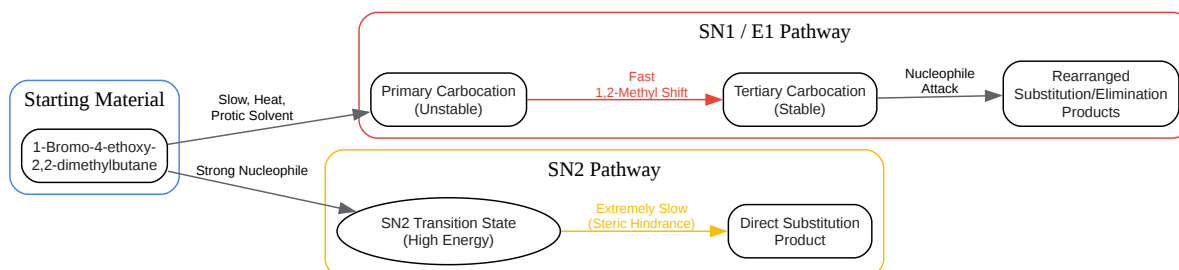 SN1 / E1 Pathway
Starting Material
1-Bromo-4-ethoxy-
2,2-dimethylbutane
Slow, Heat,
Protic Solvent
Primary Carbocation
(Unstable)
Fast
1,2-Methyl Shift
Tertiary Carbocation
(Stable)
Nucleophile
Attack
Rearranged
Substitution/Elimination
Products
Strong Nucleophile
SN2 Pathway
SN2 Transition State
(High Energy)
Extremely Slow
(Steric Hindrance)
Direct Substitution
Product